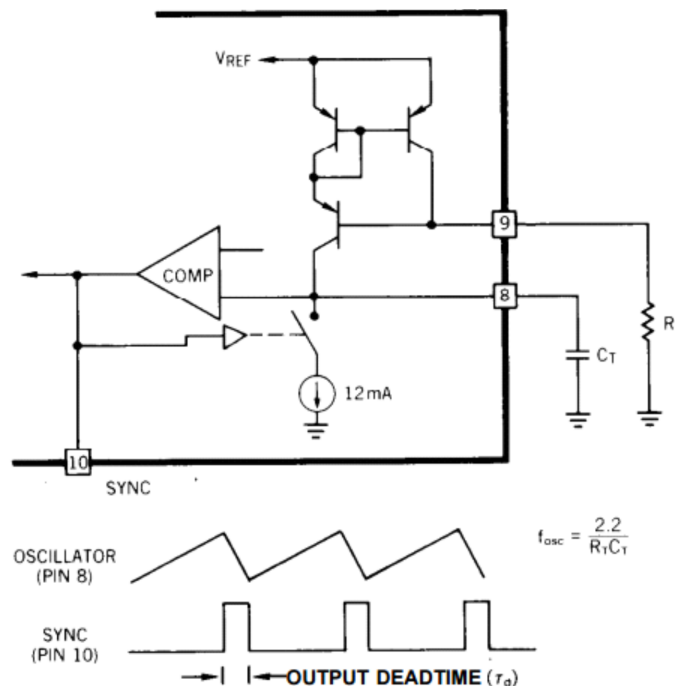 VREF
9
COMP
8
R
CT
12mA
10
SYNC
OSCILLATOR
(PIN 8)
fosc = 2.2
RTCT
SYNC
(PIN 10)
OUTPUT DEADTIME (τd)